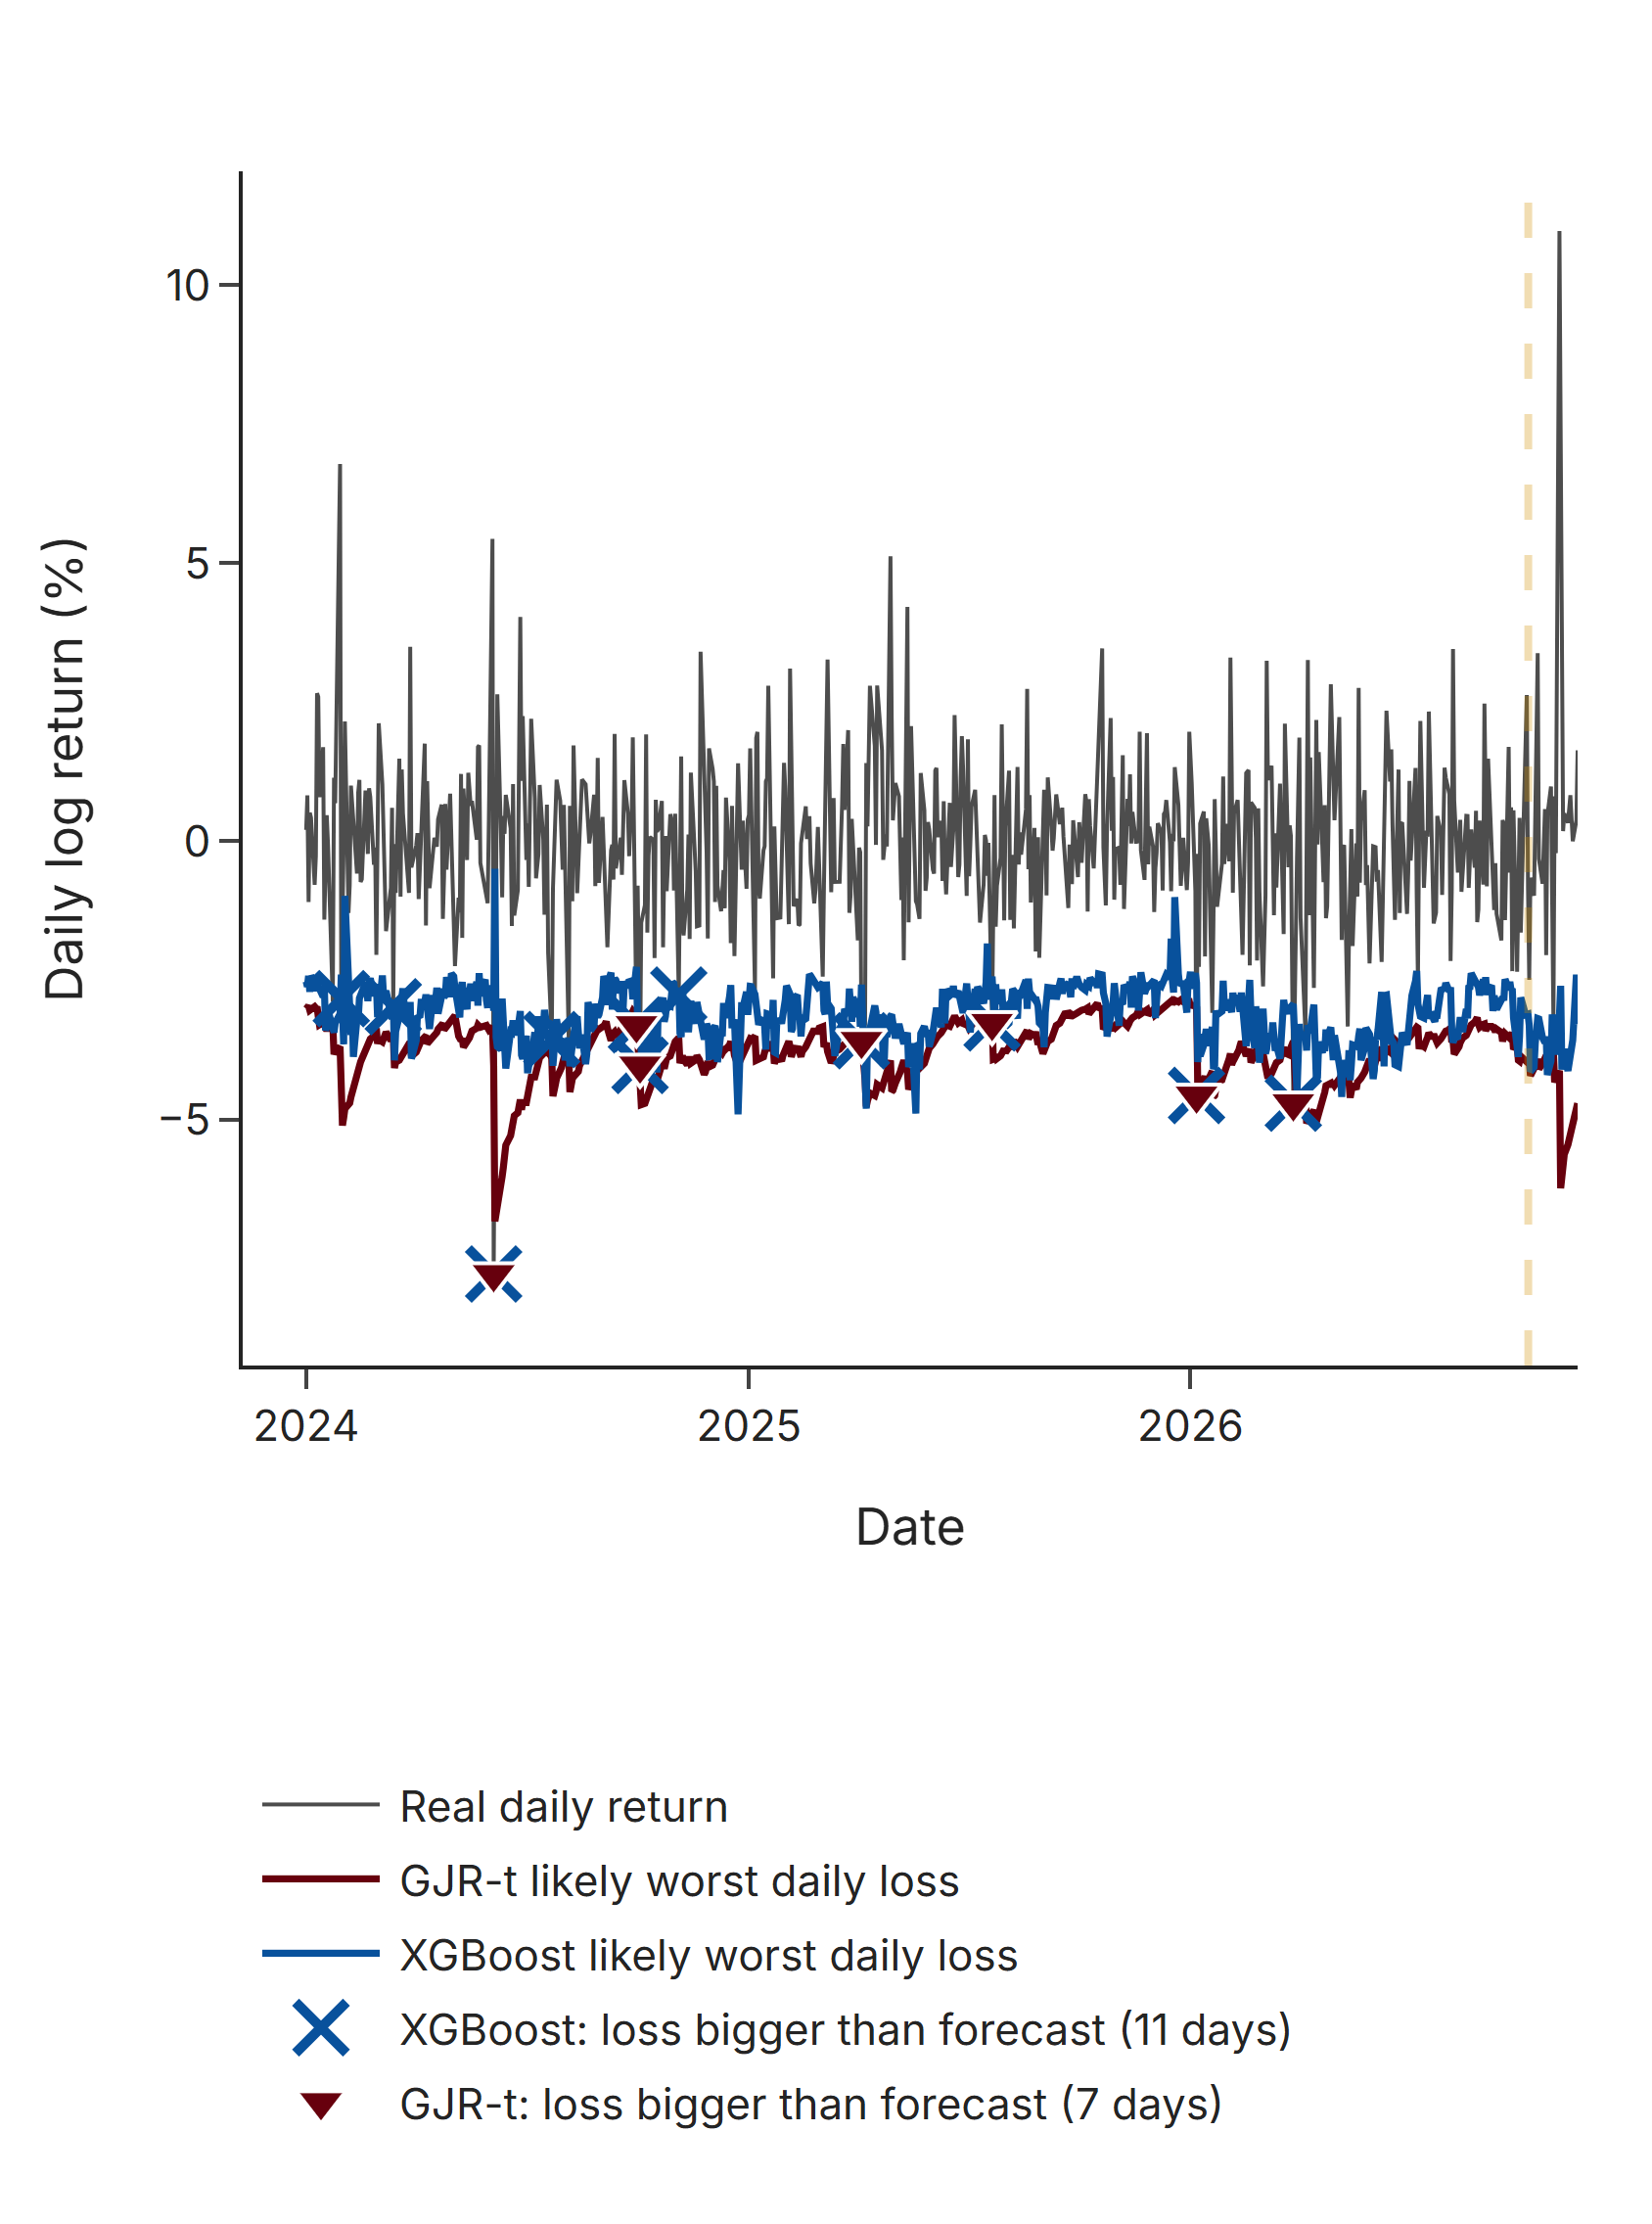 Daily log return (%)
10
5
0
−5
2024
2025
2026
Date
Real daily return
GJR-t likely worst daily loss
XGBoost likely worst daily loss
XGBoost: loss bigger than forecast (11 days)
GJR-t: loss bigger than forecast (7 days)